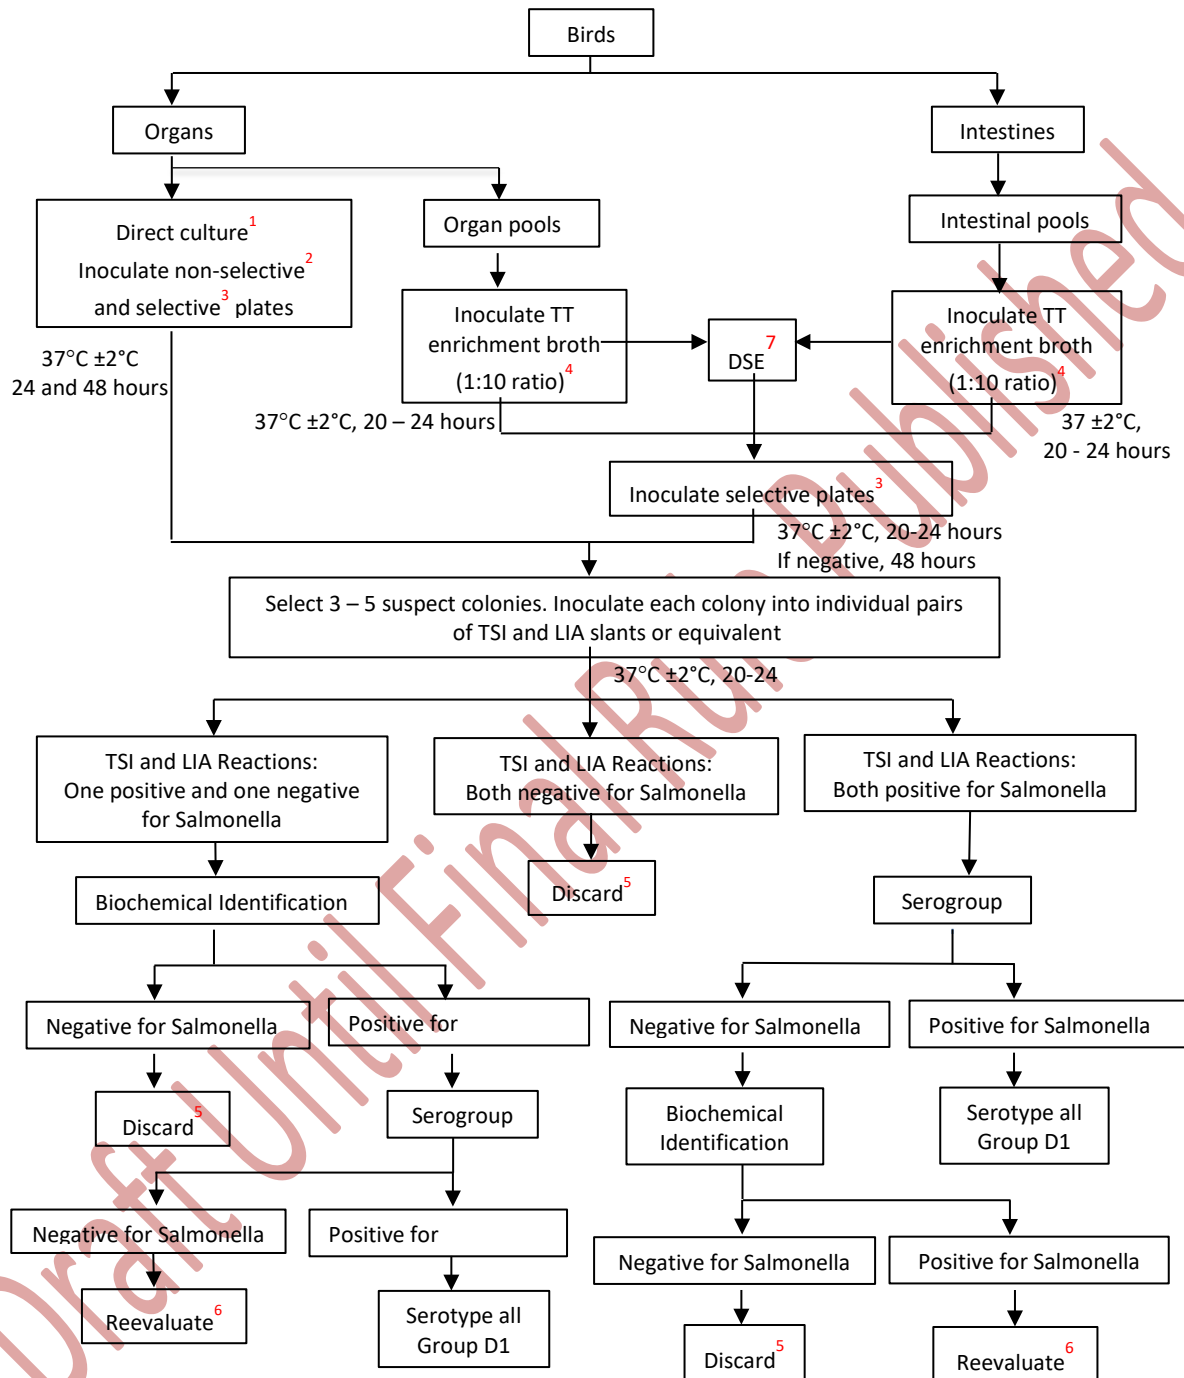 Birds
Organs
Intestines
Direct culture1
Inoculate non-selective2
and selective3 plates
Organ pools
Intestinal pools
Inoculate TT
enrichment broth
(1:10 ratio)4
7
DSE
Inoculate TT
enrichment broth
(1:10 ratio)4
37°C ±2°C
24 and 48 hours
37°C ±2°C, 20 – 24 hours
37 ±2°C,
20 - 24 hours
Inoculate selective plates3
37°C ±2°C, 20-24 hours
If negative, 48 hours
Select 3 – 5 suspect colonies. Inoculate each colony into individual pairs
of TSI and LIA slants or equivalent
37°C ±2°C, 20-24
TSI and LIA Reactions:
One positive and one negative
for Salmonella
TSI and LIA Reactions:
Both negative for Salmonella
TSI and LIA Reactions:
Both positive for Salmonella
Biochemical Identification
Discard5
Serogroup
Negative for Salmonella
Positive for
Negative for Salmonella
Positive for Salmonella
Discard5
Serogroup
Biochemical
Identification
Serotype all
Group D1
Negative for Salmonella
Positive for
Negative for Salmonella
Positive for Salmonella
Reevaluate6
Serotype all
Group D1
Discard5
Reevaluate6
Draft Until Final Rule Published